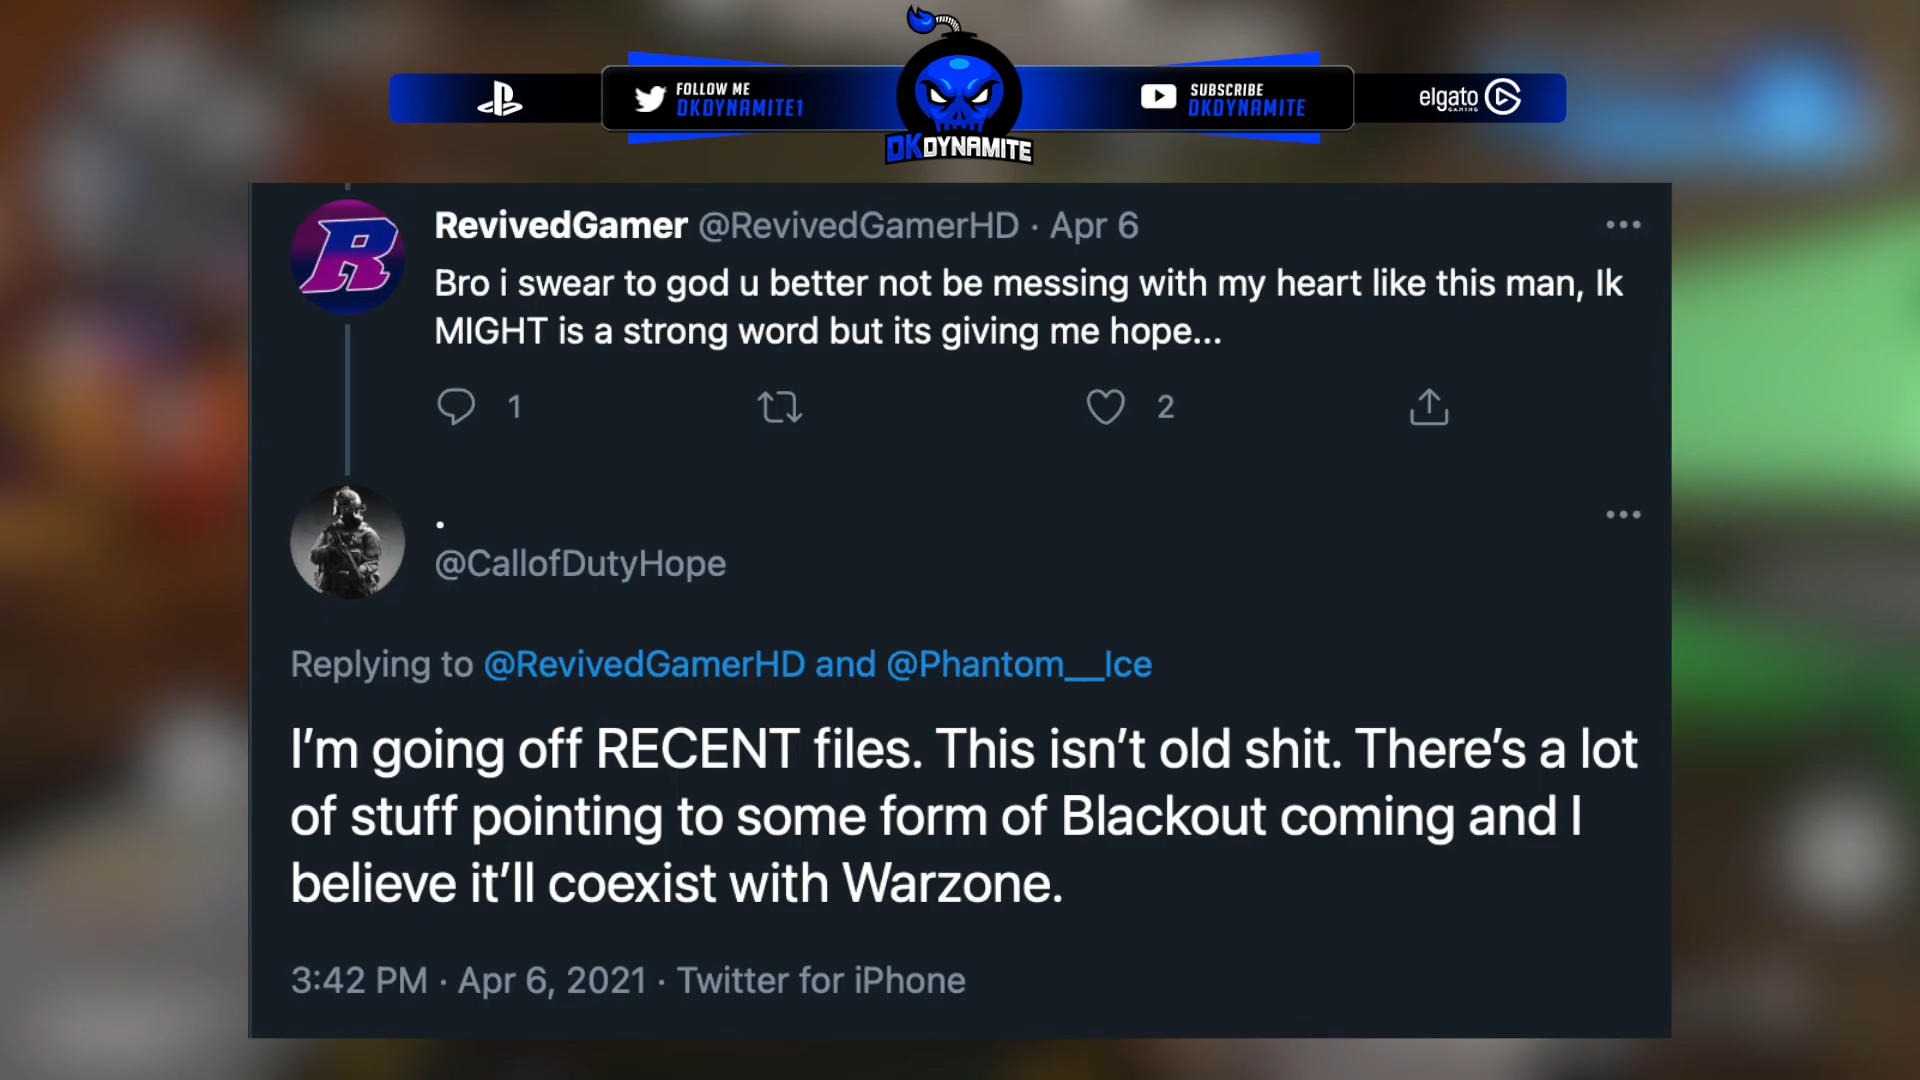 FOLLOW ME
DKDYNAMITE1
SUBSCRIBE
DKDYNAMITE
elgato
GAMING
DKDYNAMITE
RevivedGamer @RevivedGamerHD · Apr 6
Bro i swear to god u better not be messing with my heart like this man, Ik
MIGHT is a strong word but its giving me hope...
1
2
.
@CallofDutyHope
Replying to @RevivedGamerHD and @Phantom__Ice
I’m going off RECENT files. This isn’t old shit. There’s a lot
of stuff pointing to some form of Blackout coming and I
believe it’ll coexist with Warzone.
3:42 PM · Apr 6, 2021 · Twitter for iPhone